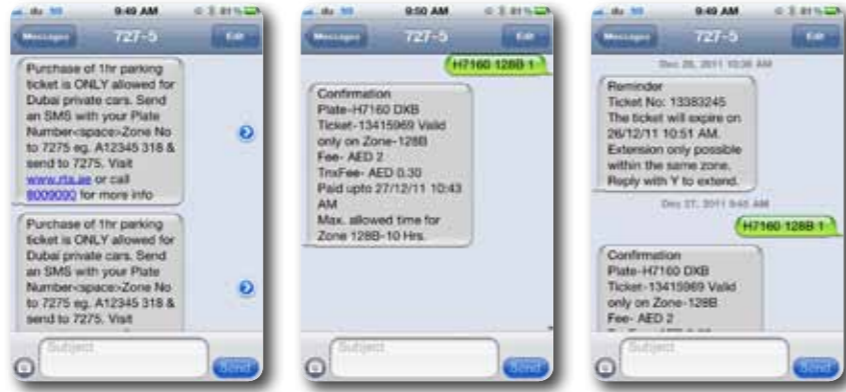 du
9:49 AM
81%
Messages
727-5
Edit
Purchase of 1hr parking
ticket is ONLY allowed for
Dubai private cars. Send
an SMS with your Plate
Number<space>Zone No
to 7275 eg. A12345 318 &
send to 7275. Visit
www.rta.ae or call
8009090 for more info
Purchase of 1hr parking
ticket is ONLY allowed for
Dubai private cars. Send
an SMS with your Plate
Number<space>Zone No
to 7275 eg. A12345 318 &
send to 7275. Visit
Subject
Send
du
9:50 AM
81%
Messages
727-5
Edit
H7160 128B 1
Confirmation
Plate-H7160 DXB
Ticket-13415969 Valid
only on Zone-128B
Fee- AED 2
TnxFee- AED 0.30
Paid upto 27/12/11 10:43
AM
Max. allowed time for
Zone 128B-10 Hrs.
Subject
Send
du
9:49 AM
81%
Messages
727-5
Edit
Dec 26, 2011 10:36 AM
Reminder
Ticket No: 13383245
The ticket will expire on
26/12/11 10:51 AM.
Extension only possible
within the same zone.
Reply with Y to extend.
Dec 27, 2011 9:45 AM
H7160 128B 1
Confirmation
Plate-H7160 DXB
Ticket-13415969 Valid
only on Zone-128B
Fee- AED 2
Subject
Send